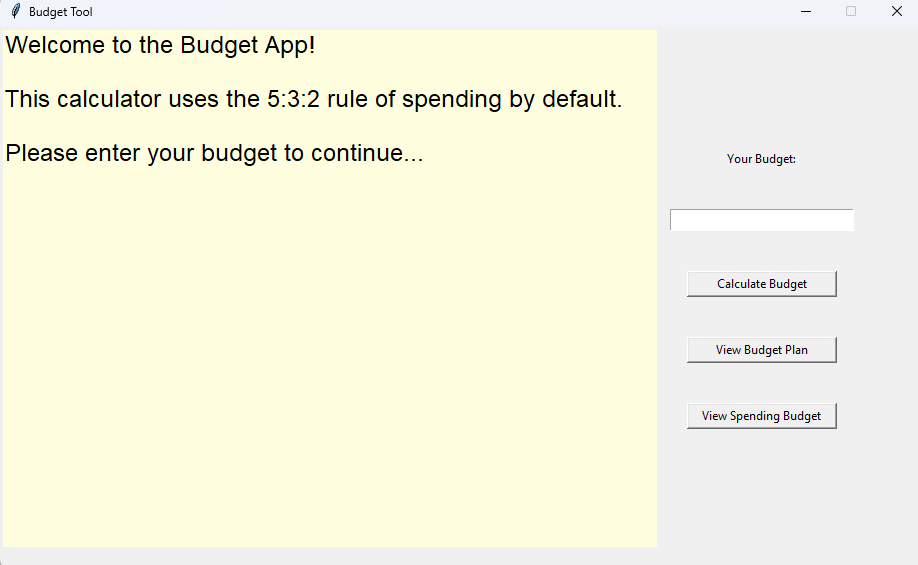 Budget Tool
Welcome to the Budget App!
This calculator uses the 5:3:2 rule of spending by default.
Please enter your budget to continue...
Your Budget:
Calculate Budget
View Budget Plan
View Spending Budget